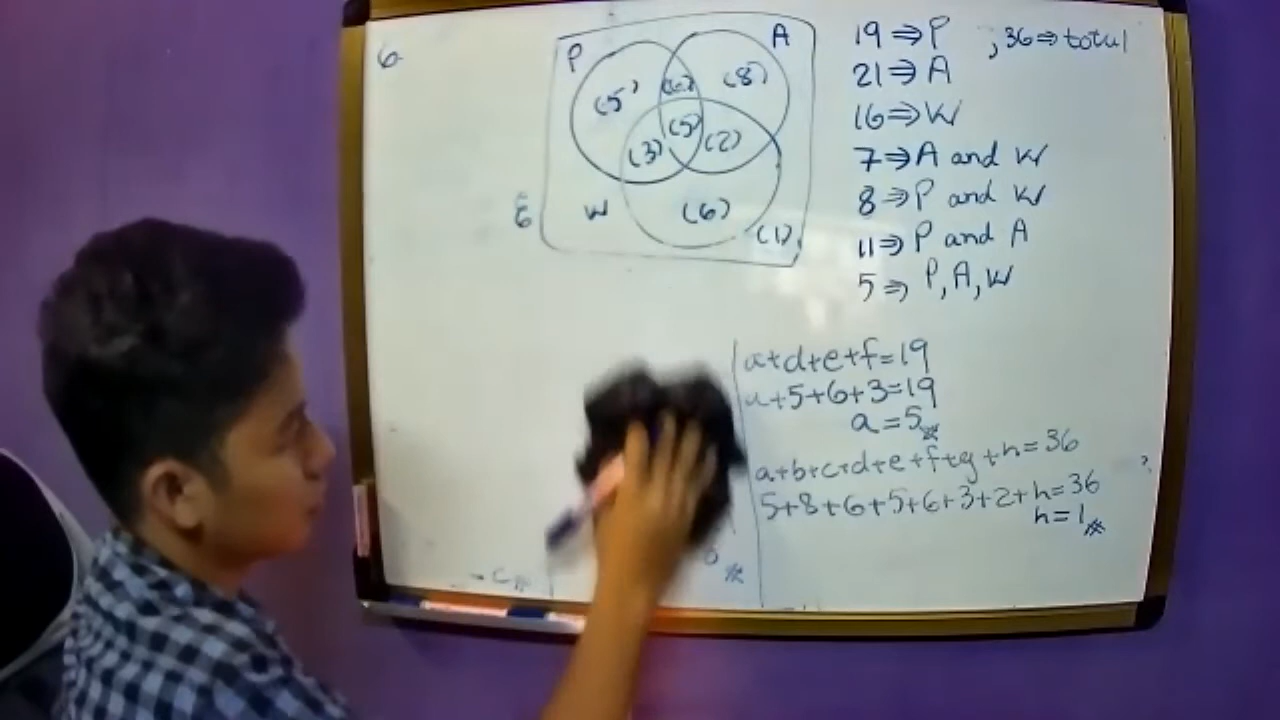 6.
P
A
(5)
(6)
(8)
(5)
(3)
(2)
W
(6)
(1)
19 ⇒ P , 36 ⇒ total
21 ⇒ A
16 ⇒ W
7 ⇒ A and W
8 ⇒ P and W
11 ⇒ P and A
5 ⇒ P, A, W
a+d+e+f=19
a+5+6+3=19
a=5
a+b+c+d+e+f+g+h=36
5+8+6+5+6+3+2+h=36
h=1